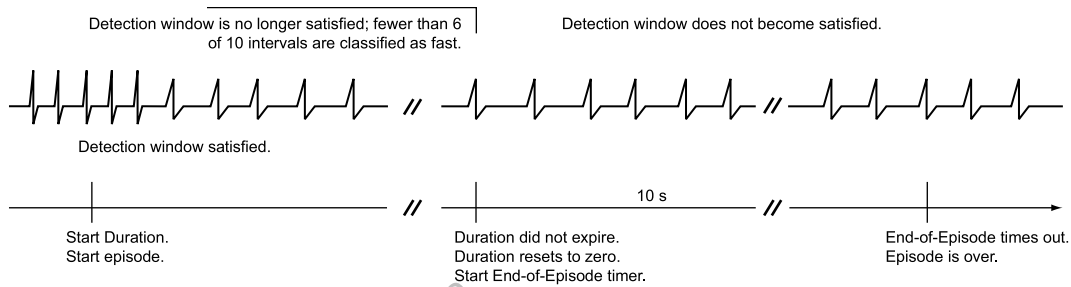 Detection window is no longer satisfied; fewer than 6
of 10 intervals are classified as fast.
Detection window does not become satisfied.
Detection window satisfied.
10 s
Start Duration.
Start episode.
Duration did not expire.
Duration resets to zero.
Start End-of-Episode timer.
End-of-Episode times out.
Episode is over.